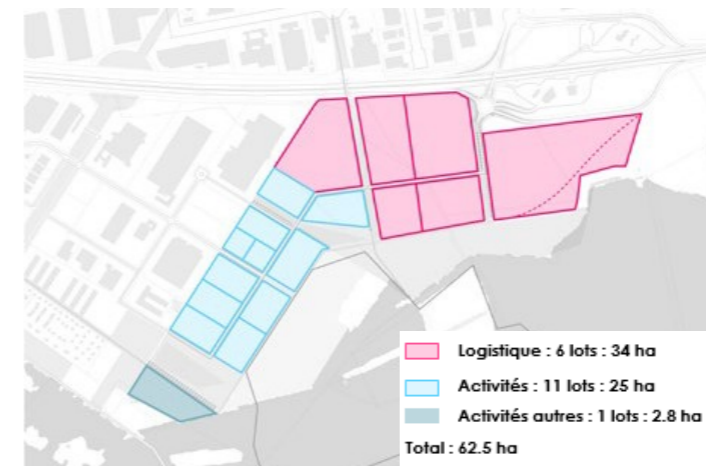 Logistique : 6 lots : 34 ha
Activités : 11 lots : 25 ha
Activités autres : 1 lots : 2.8 ha
Total : 62.5 ha